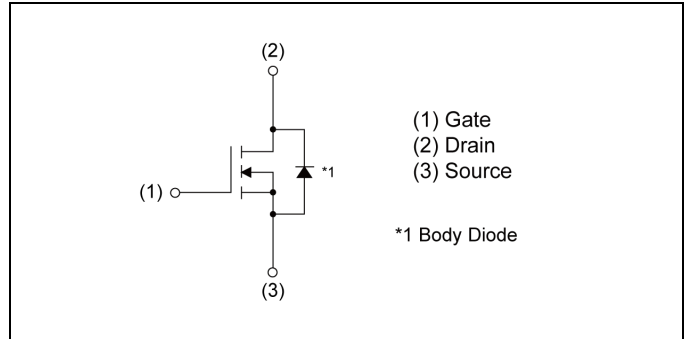 (2)
(1) Gate
(2) Drain
(3) Source
*1
(1)
*1 Body Diode
(3)